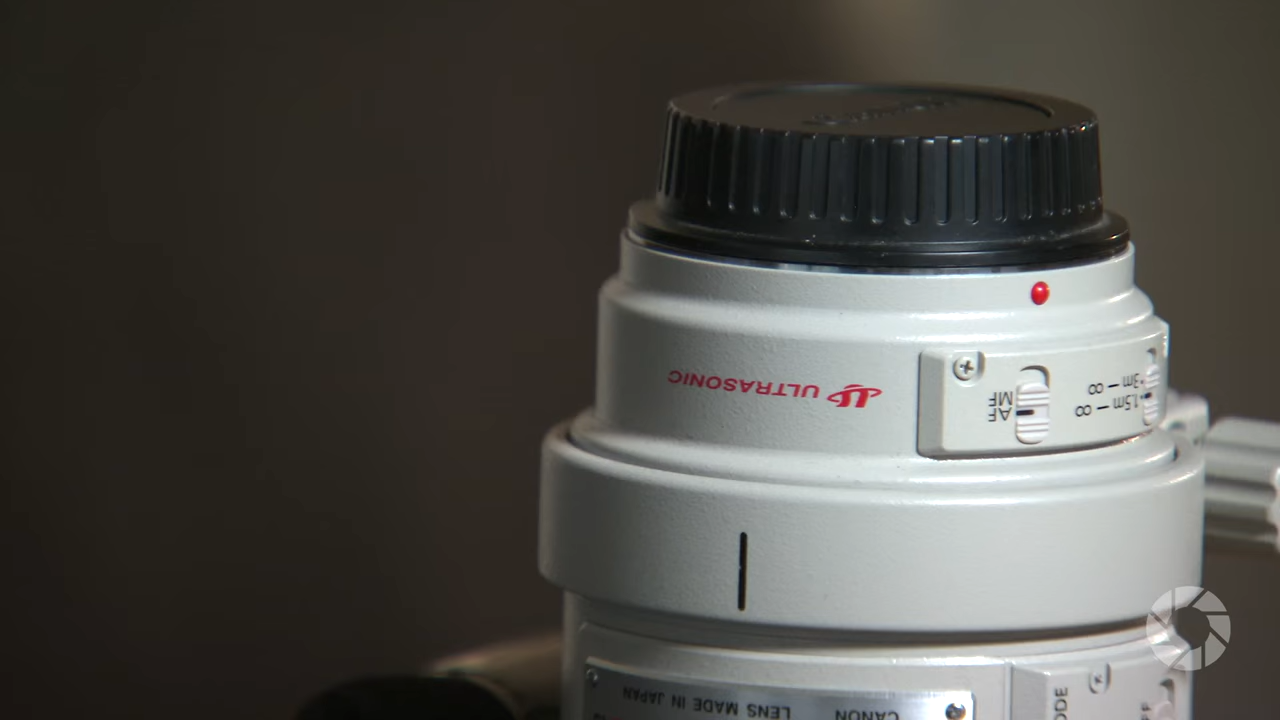 ULTRASONIC
AF
MF
1.5m — ∞
3m — ∞
CANON LENS MADE IN JAPAN